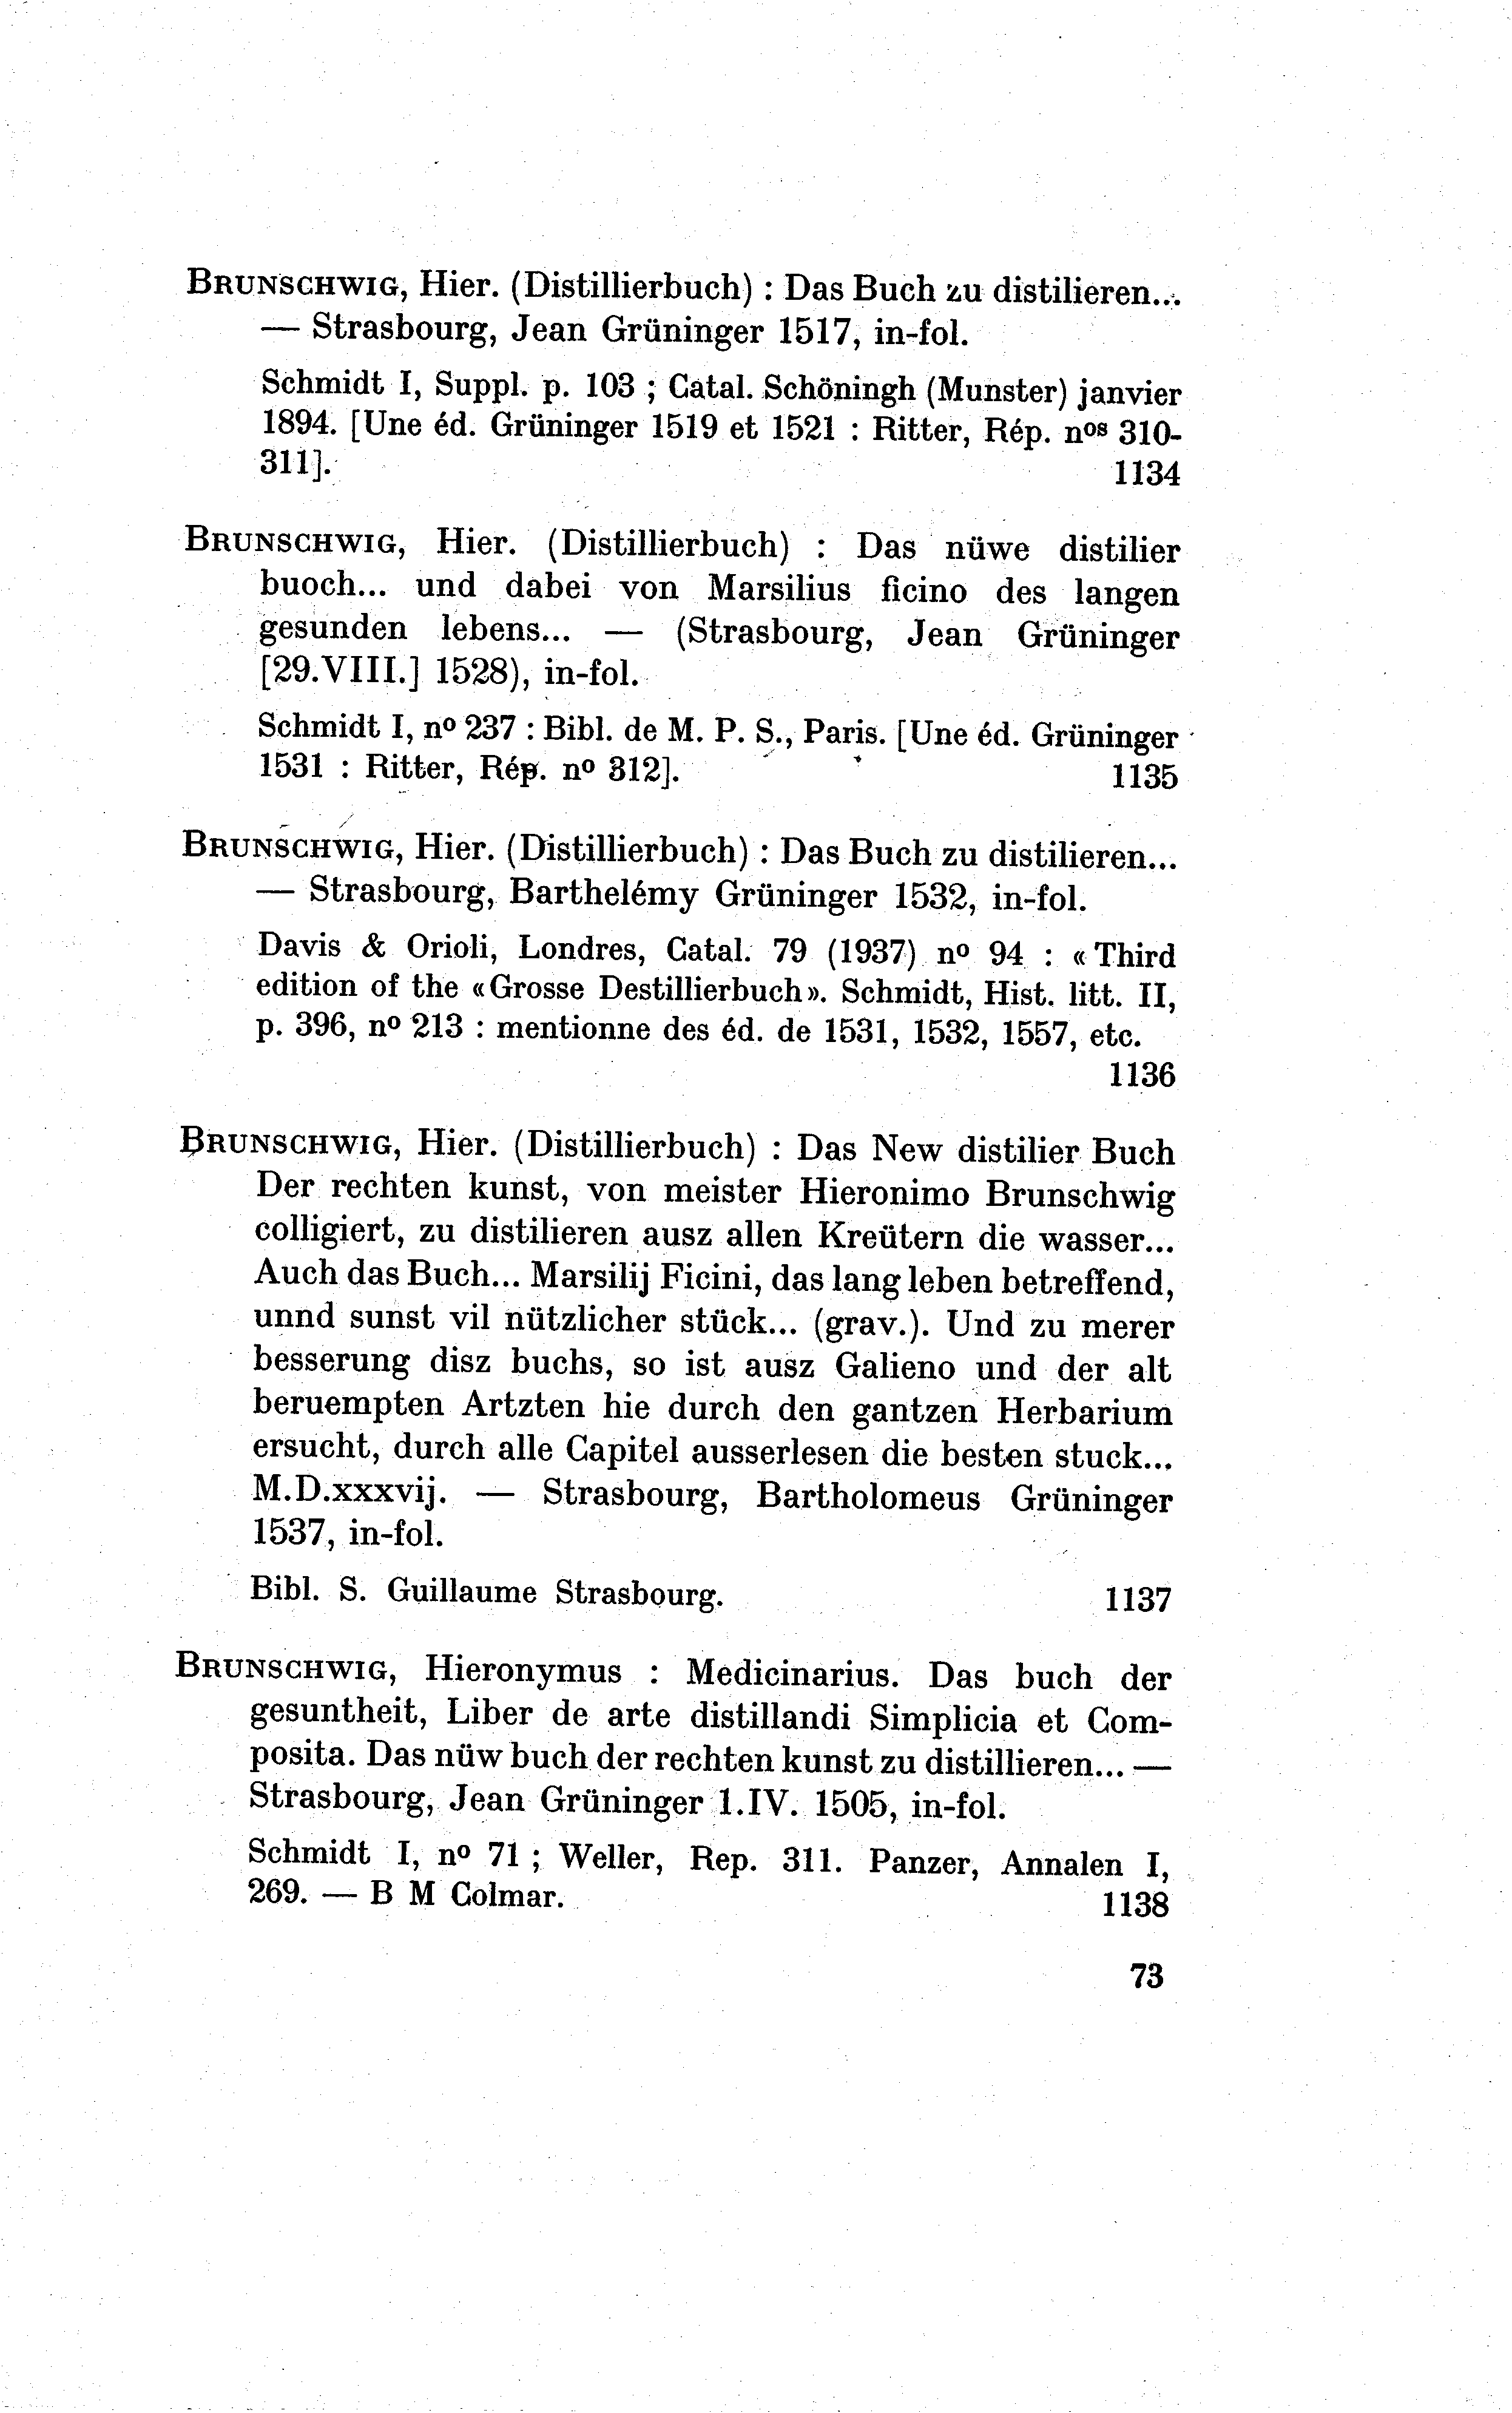 BRUNSCHWIG, Hier. (Distillierbuch) : Das Buch zu distilieren...
— Strasbourg, Jean Grüninger 1517, in-fol.
Schmidt I, Suppl. p. 103 ; Catal. Schöningh (Munster) janvier
1894. [Une éd. Grüninger 1519 et 1521 : Ritter, Rép. nos 310-
311]. 1134
BRUNSCHWIG, Hier. (Distillierbuch) : Das nüwe distilier
buoch... und dabei von Marsilius ficino des langen
gesunden lebens... — (Strasbourg, Jean Grüninger
[29.VIII.] 1528), in-fol.
Schmidt I, no 237 : Bibl. de M. P. S., Paris. [Une éd. Grüninger
1531 : Ritter, Rép. no 312]. 1135
BRUNSCHWIG, Hier. (Distillierbuch) : Das Buch zu distilieren...
— Strasbourg, Barthelémy Grüninger 1532, in-fol.
Davis & Orioli, Londres, Catal. 79 (1937) no 94 : « Third
edition of the «Grosse Destillierbuch». Schmidt, Hist. litt. II,
p. 396, no 213 : mentionne des éd. de 1531, 1532, 1557, etc.
1136
BRUNSCHWIG, Hier. (Distillierbuch) : Das New distilier Buch
Der rechten kunst, von meister Hieronimo Brunschwig
colligiert, zu distilieren ausz allen Kreütern die wasser...
Auch das Buch... Marsilij Ficini, das lang leben betreffend,
unnd sunst vil nützlicher stück... (grav.). Und zu merer
besserung disz buchs, so ist ausz Galieno und der alt
beruempten Artzten hie durch den gantzen Herbarium
ersucht, durch alle Capitel ausserlesen die besten stuck...
M.D.xxxvij. — Strasbourg, Bartholomeus Grüninger
1537, in-fol.
Bibl. S. Guillaume Strasbourg. 1137
BRUNSCHWIG, Hieronymus : Medicinarius. Das buch der
gesuntheit, Liber de arte distillandi Simplicia et Com-
posita. Das nüw buch der rechten kunst zu distillieren... —
Strasbourg, Jean Grüninger 1.IV. 1505, in-fol.
Schmidt I, no 71 ; Weller, Rep. 311. Panzer, Annalen I,
269. — B M Colmar. 1138
73